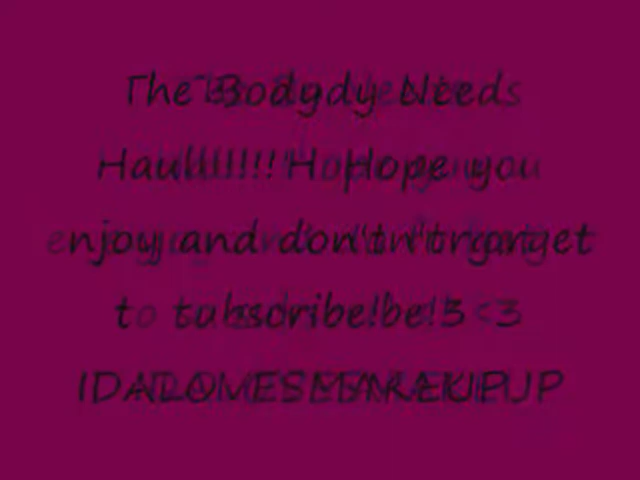 The Body Needs
Haul!!!! Hope you
enjoy and don't forget
to subscribe! <3